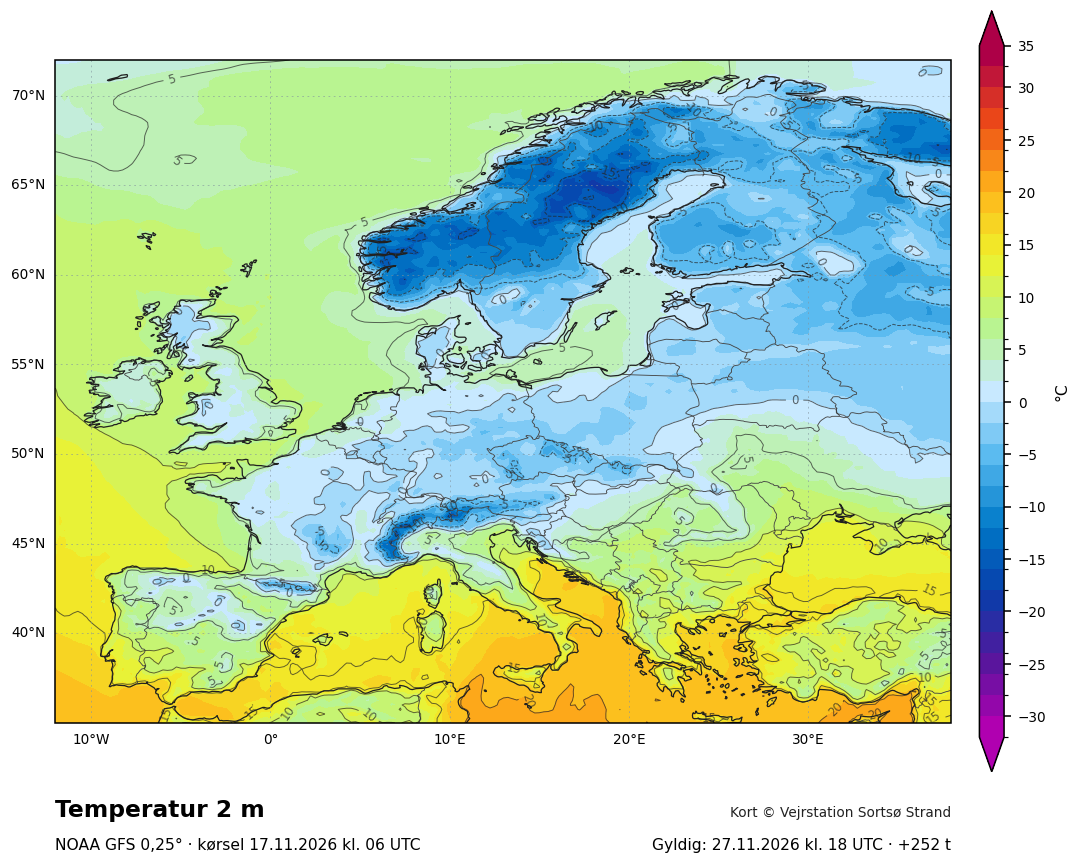 70°N
65°N
60°N
55°N
50°N
45°N
40°N
10°W
0°
10°E
20°E
30°E
35
30
25
20
15
10
5
0
−5
−10
−15
−20
−25
−30
°C
Temperatur 2 m
Kort © Vejrstation Sortsø Strand
NOAA GFS 0,25° · kørsel 17.11.2026 kl. 06 UTC
Gyldig: 27.11.2026 kl. 18 UTC · +252 t